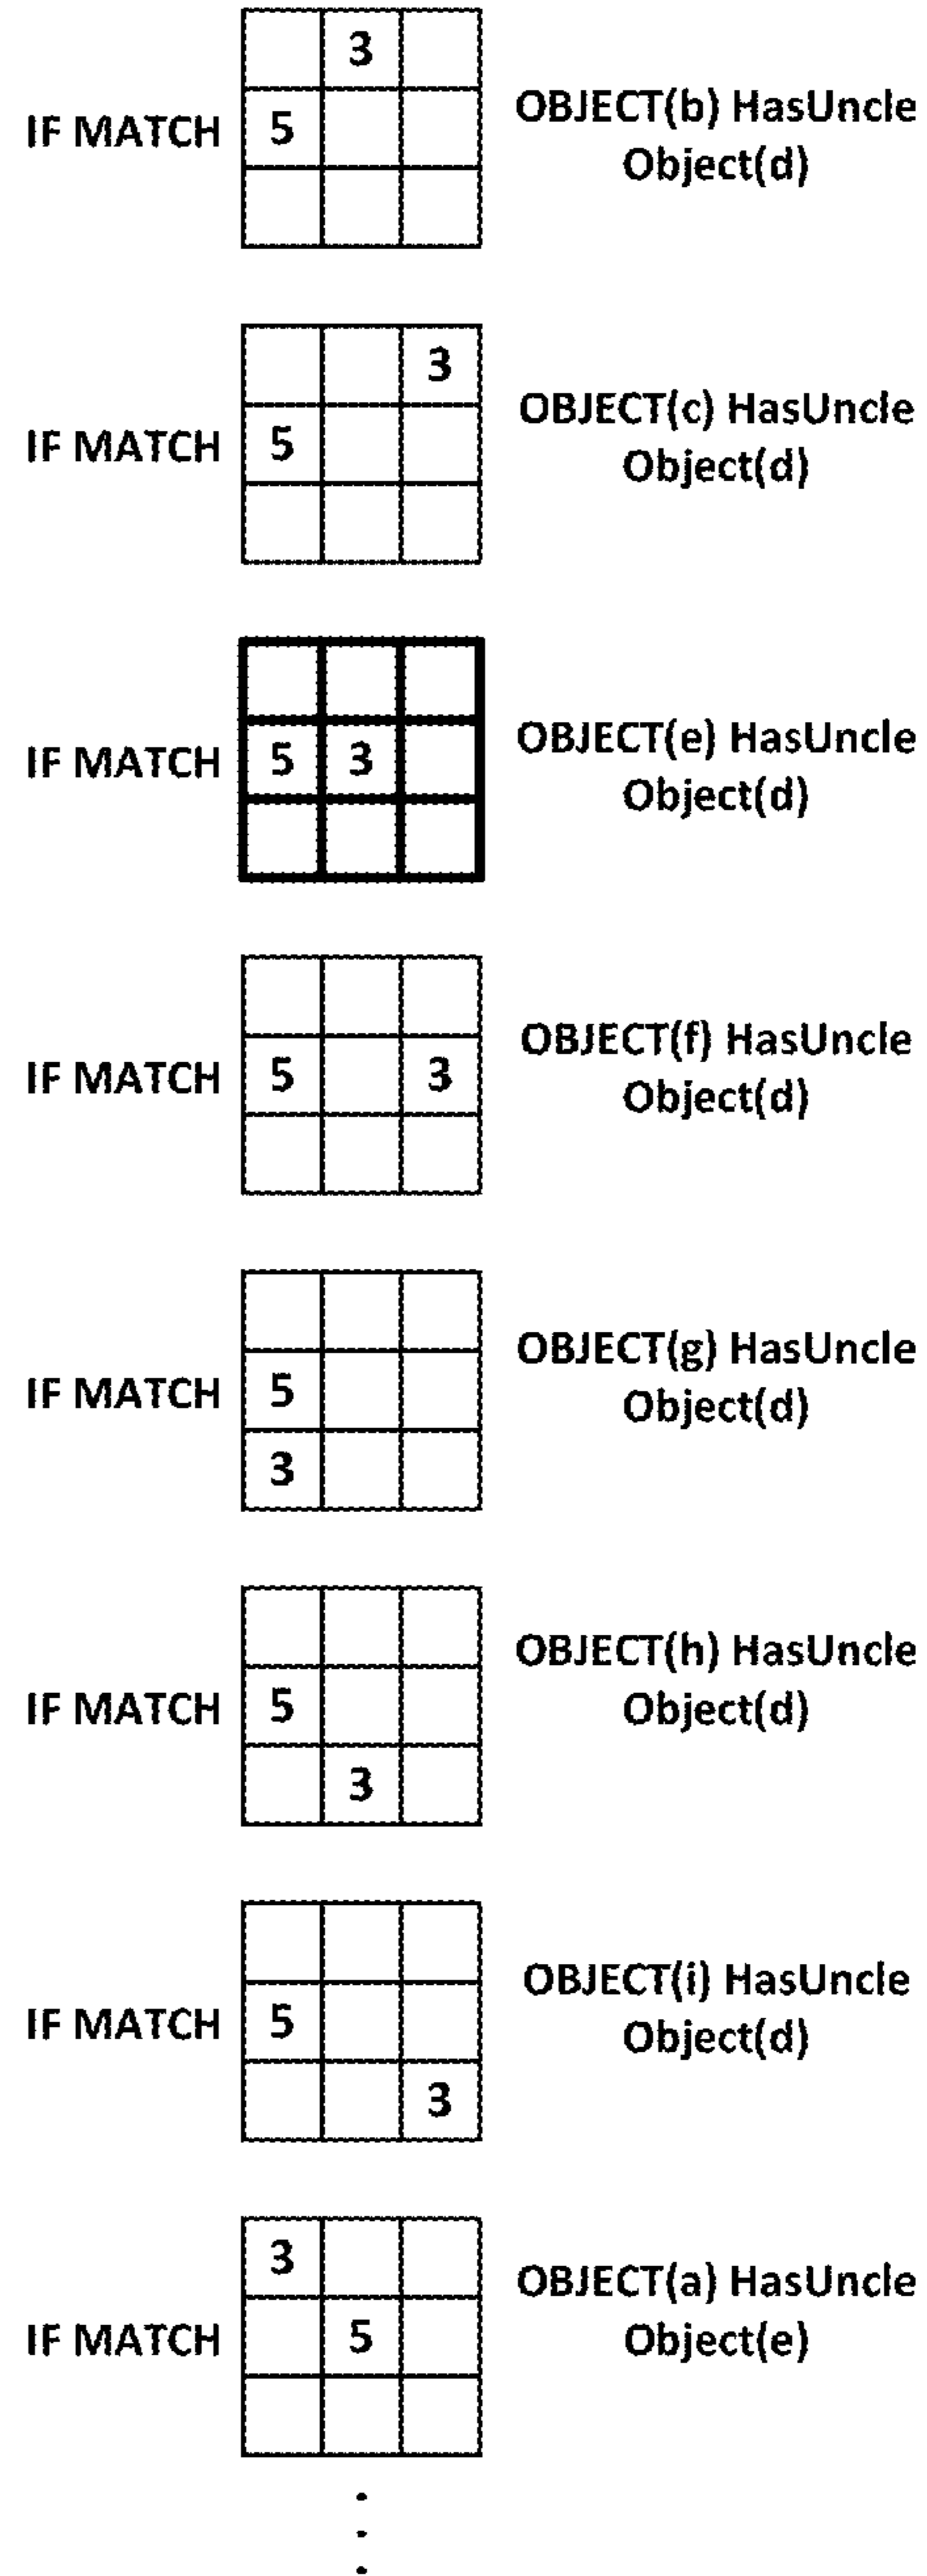 3
OBJECT(b) HasUncle
IF MATCH 5
Object(d)
3
OBJECT(c) HasUncle
IF MATCH 5
Object(d)
OBJECT(e) HasUncle
IF MATCH 5 3
Object(d)
OBJECT(f) HasUncle
IF MATCH 5 3
Object(d)
OBJECT(g) HasUncle
IF MATCH 5
Object(d)
3
OBJECT(h) HasUncle
IF MATCH 5
Object(d)
3
OBJECT(i) HasUncle
IF MATCH 5
Object(d)
3
3
OBJECT(a) HasUncle
IF MATCH 5
Object(e)